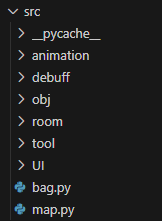 src
__pycache__
animation
debuff
obj
room
tool
UI
bag.py
map.py